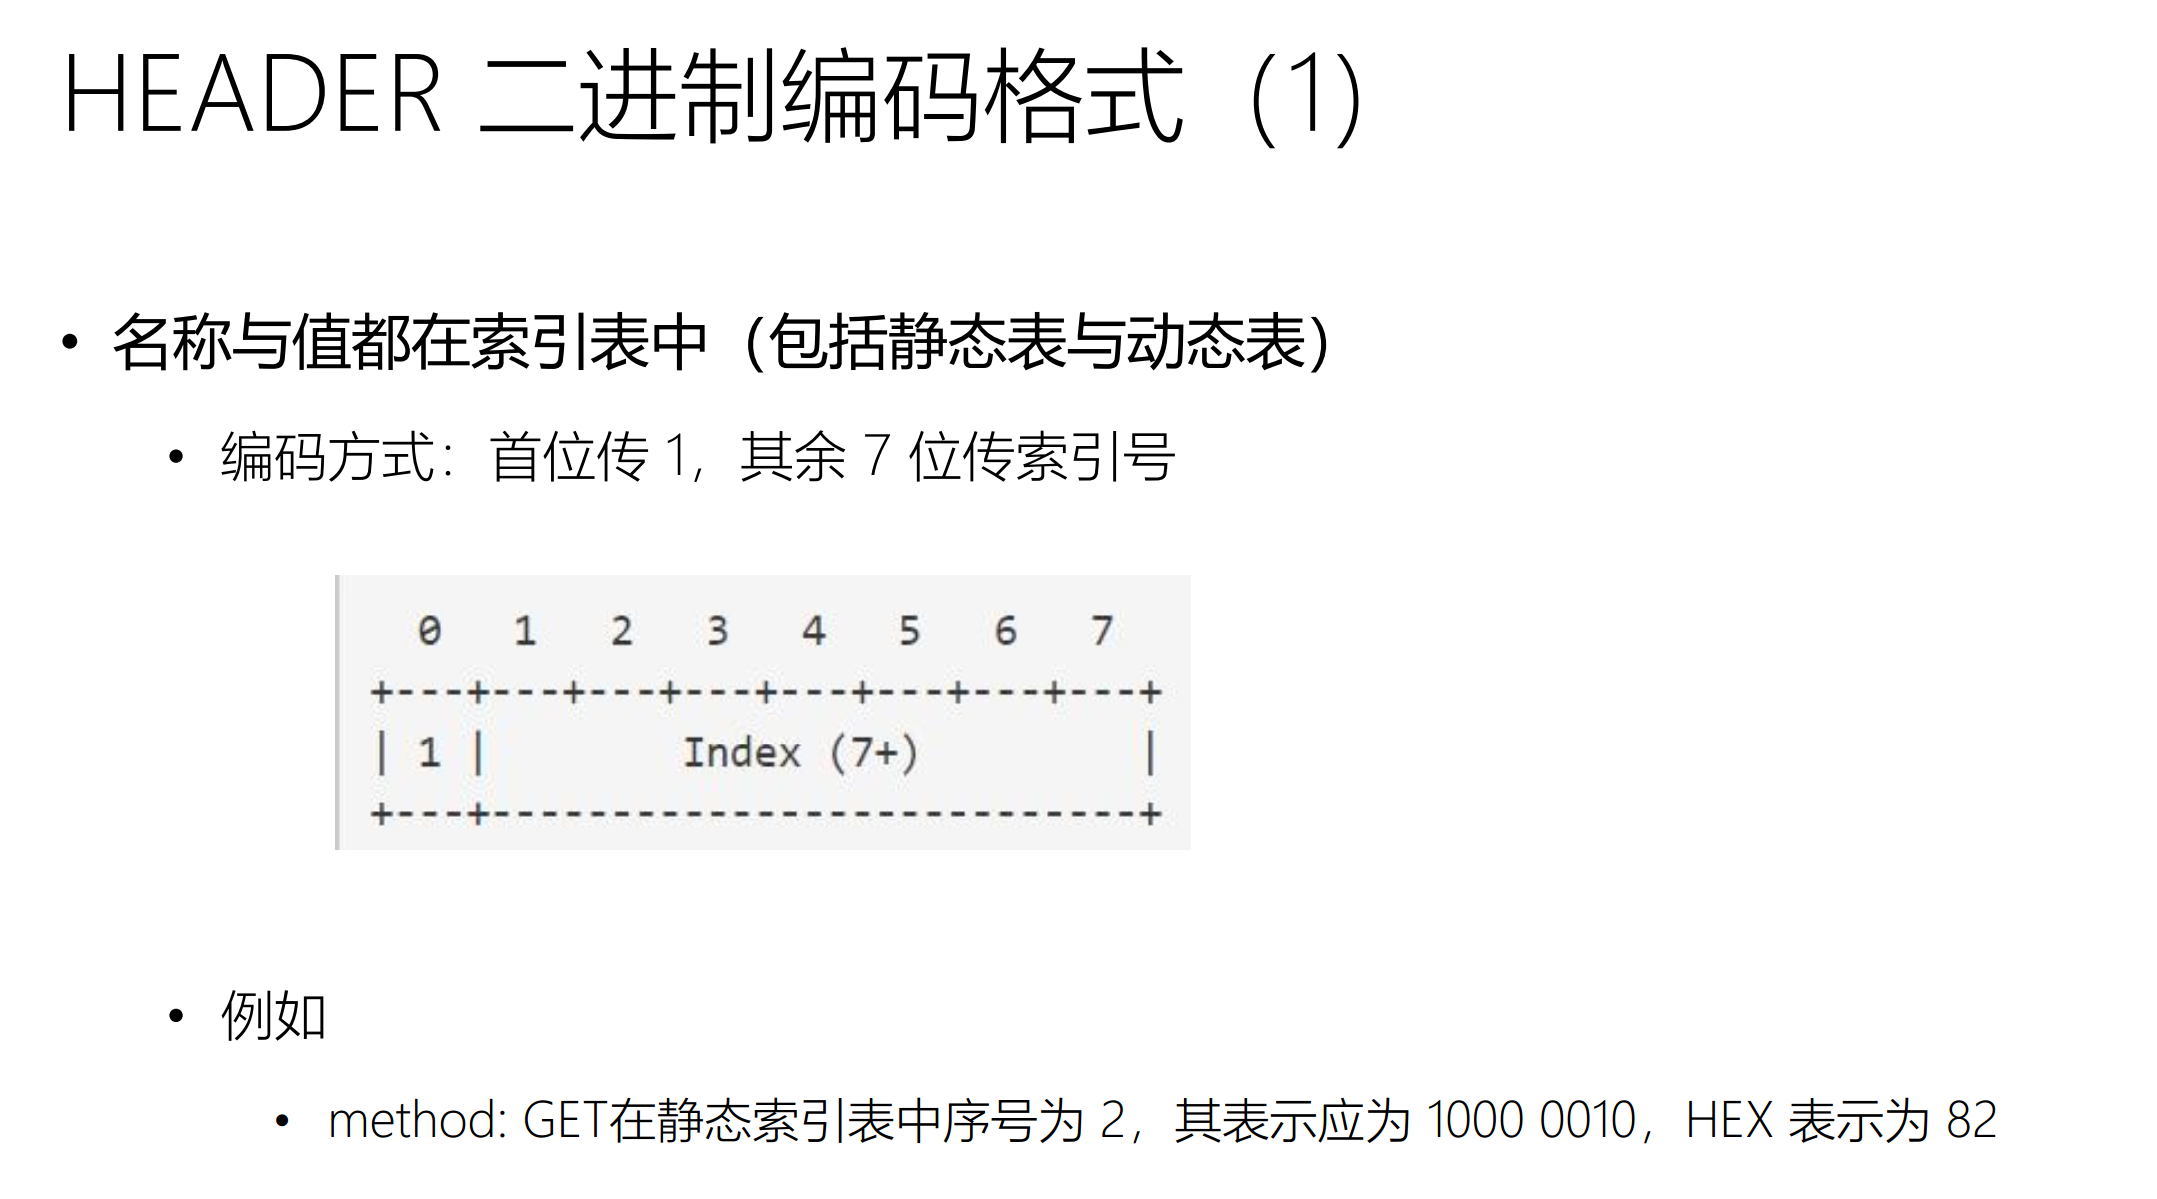 HEADER 二进制编码格式（1）
• 名称与值都在索引表中（包括静态表与动态表）
• 编码方式：首位传 1，其余 7 位传索引号
0 1 2 3 4 5 6 7
+---+---+---+---+---+---+---+---+
| 1 | Index (7+) |
+---+---------------------------+
• 例如
• method: GET在静态索引表中序号为 2，其表示应为 1000 0010，HEX 表示为 82